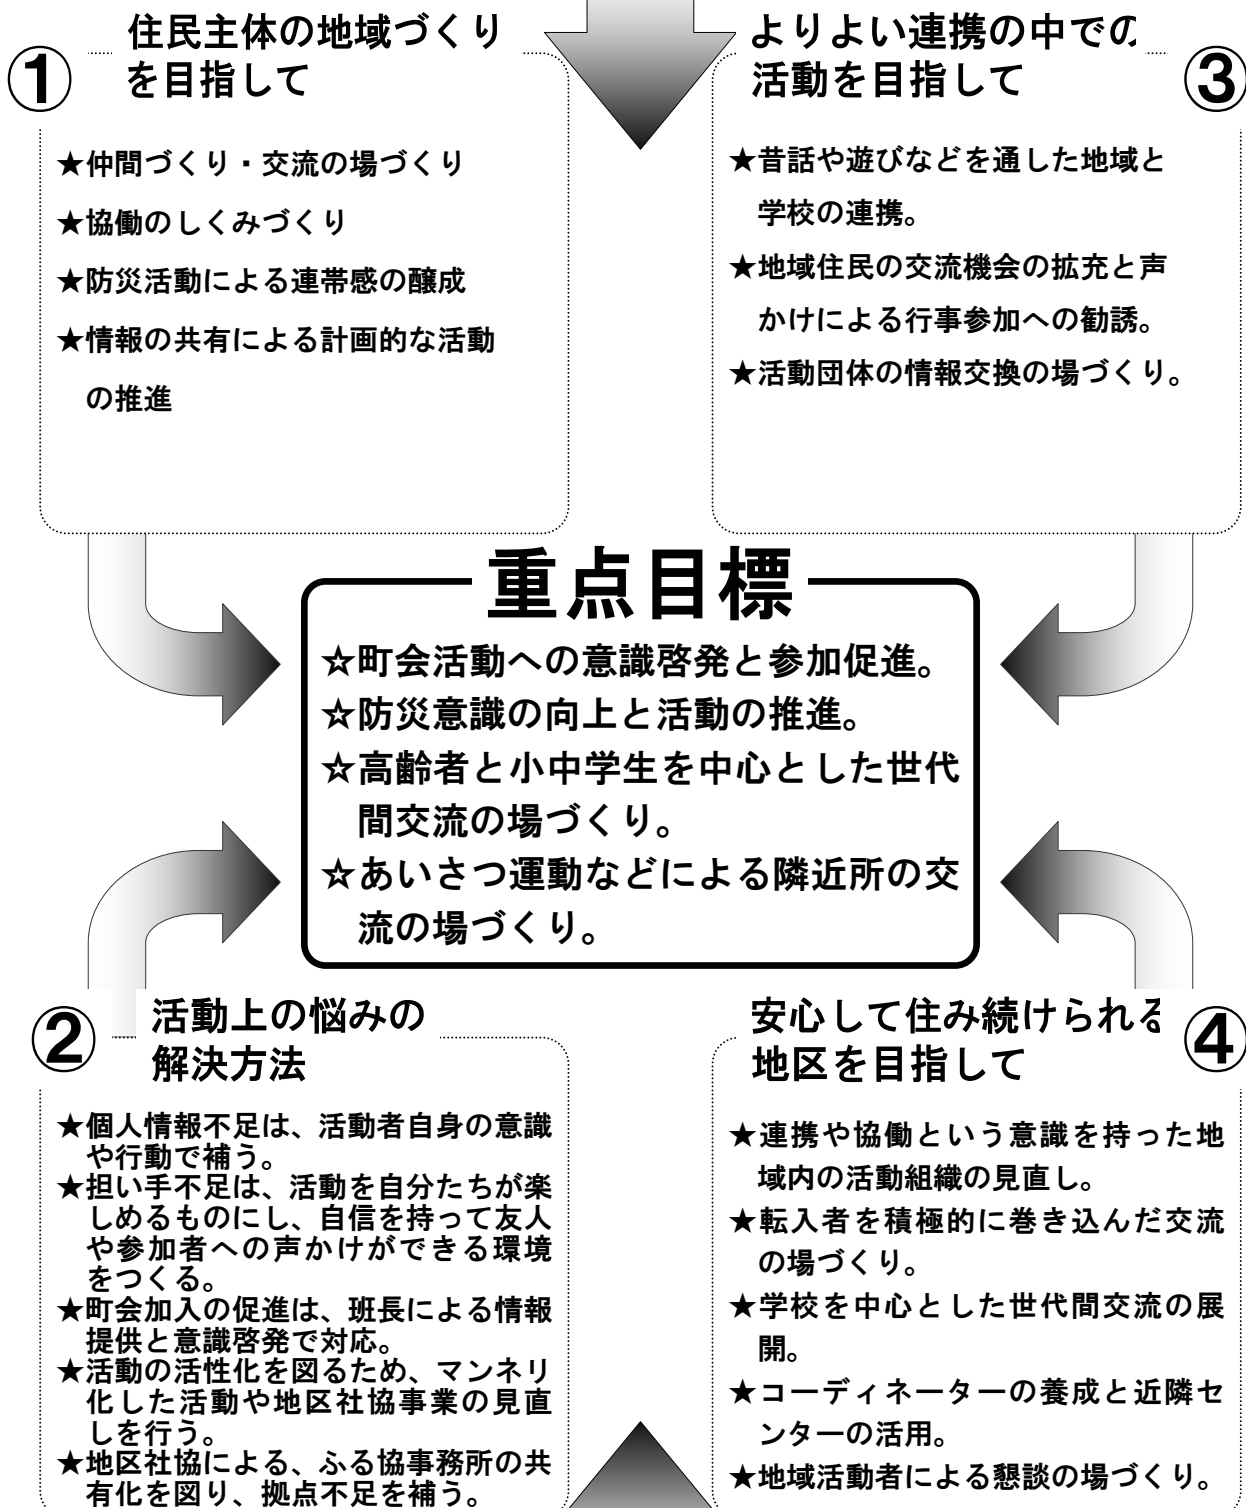 ①
住民主体の地域づくり
を目指して
★仲間づくり・交流の場づくり
★協働のしくみづくり
★防災活動による連帯感の醸成
★情報の共有による計画的な活動
の推進
よりよい連携の中での
活動を目指して
③
★昔話や遊びなどを通した地域と
学校の連携。
★地域住民の交流機会の拡充と声
かけによる行事参加への勧誘。
★活動団体の情報交換の場づくり。
重点目標
☆町会活動への意識啓発と参加促進。
☆防災意識の向上と活動の推進。
☆高齢者と小中学生を中心とした世代
間交流の場づくり。
☆あいさつ運動などによる隣近所の交
流の場づくり。
②
活動上の悩みの
解決方法
★個人情報不足は、活動者自身の意識
や行動で補う。
★担い手不足は、活動を自分たちが楽
しめるものにし、自信を持って友人
や参加者への声かけができる環境
をつくる。
★町会加入の促進は、班長による情報
提供と意識啓発で対応。
★活動の活性化を図るため、マンネリ
化した活動や地区社協事業の見直
しを行う。
★地区社協による、ふる協事務所の共
有化を図り、拠点不足を補う。
安心して住み続けられる
地区を目指して
④
★連携や協働という意識を持った地
域内の活動組織の見直し。
★転入者を積極的に巻き込んだ交流
の場づくり。
★学校を中心とした世代間交流の展
開。
★コーディネーターの養成と近隣セ
ンターの活用。
★地域活動者による懇談の場づくり。